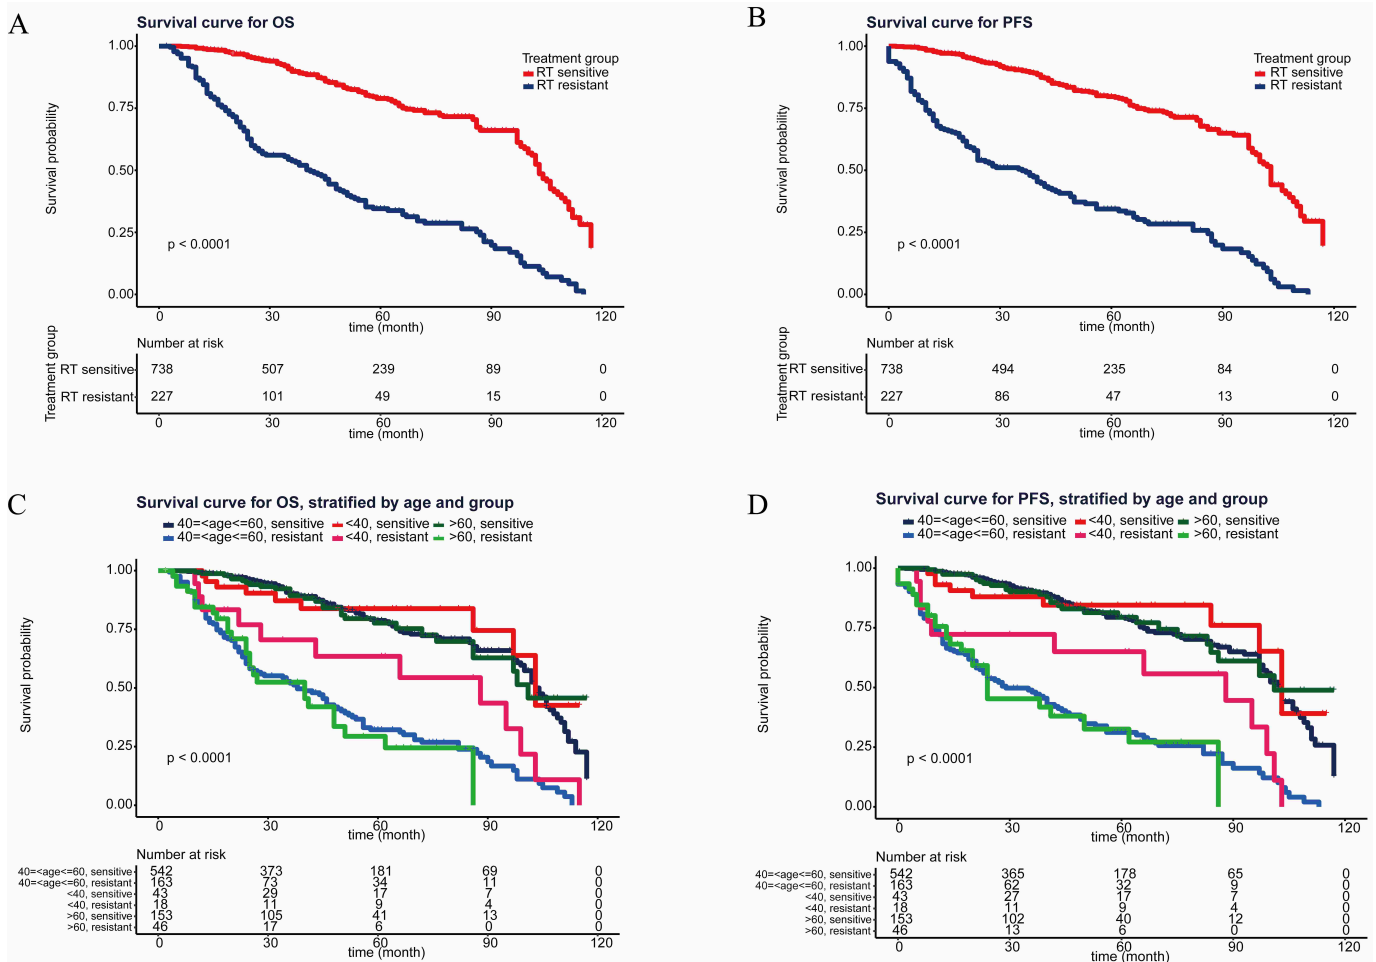 A
Survival curve for OS
Treatment group
RT sensitive
RT resistant
Survival probability
1.00
0.75
0.50
0.25
0.00
p < 0.0001
0 30 60 90 120
time (month)
Number at risk
Treatment group
RT sensitive 738 507 239 89 0
RT resistant 227 101 49 15 0
0 30 60 90 120
time (month)
B
Survival curve for PFS
Treatment group
RT sensitive
RT resistant
Survival probability
1.00
0.75
0.50
0.25
0.00
p < 0.0001
0 30 60 90 120
time (month)
Number at risk
Treatment group
RT sensitive 738 494 235 84 0
RT resistant 227 86 47 13 0
0 30 60 90 120
time (month)
C
Survival curve for OS, stratified by age and group
40=<age<=60, sensitive <40, sensitive >60, sensitive
40=<age<=60, resistant <40, resistant >60, resistant
Survival probability
1.00
0.75
0.50
0.25
0.00
p < 0.0001
0 30 60 90 120
time (month)
Number at risk
40=<age<=60, sensitive 542 373 181 69 0
40=<age<=60, resistant 163 73 34 11 0
<40, sensitive 43 29 17 7 0
<40, resistant 18 11 9 4 0
>60, sensitive 153 105 41 13 0
>60, resistant 46 17 6 0 0
0 30 60 90 120
time (month)
D
Survival curve for PFS, stratified by age and group
40=<age<=60, sensitive <40, sensitive >60, sensitive
40=<age<=60, resistant <40, resistant >60, resistant
Survival probability
1.00
0.75
0.50
0.25
0.00
p < 0.0001
0 30 60 90 120
time (month)
Number at risk
40=<age<=60, sensitive 542 365 178 65 0
40=<age<=60, resistant 163 62 32 9 0
<40, sensitive 43 27 17 7 0
<40, resistant 18 11 9 4 0
>60, sensitive 153 102 40 12 0
>60, resistant 46 13 6 0 0
0 30 60 90 120
time (month)